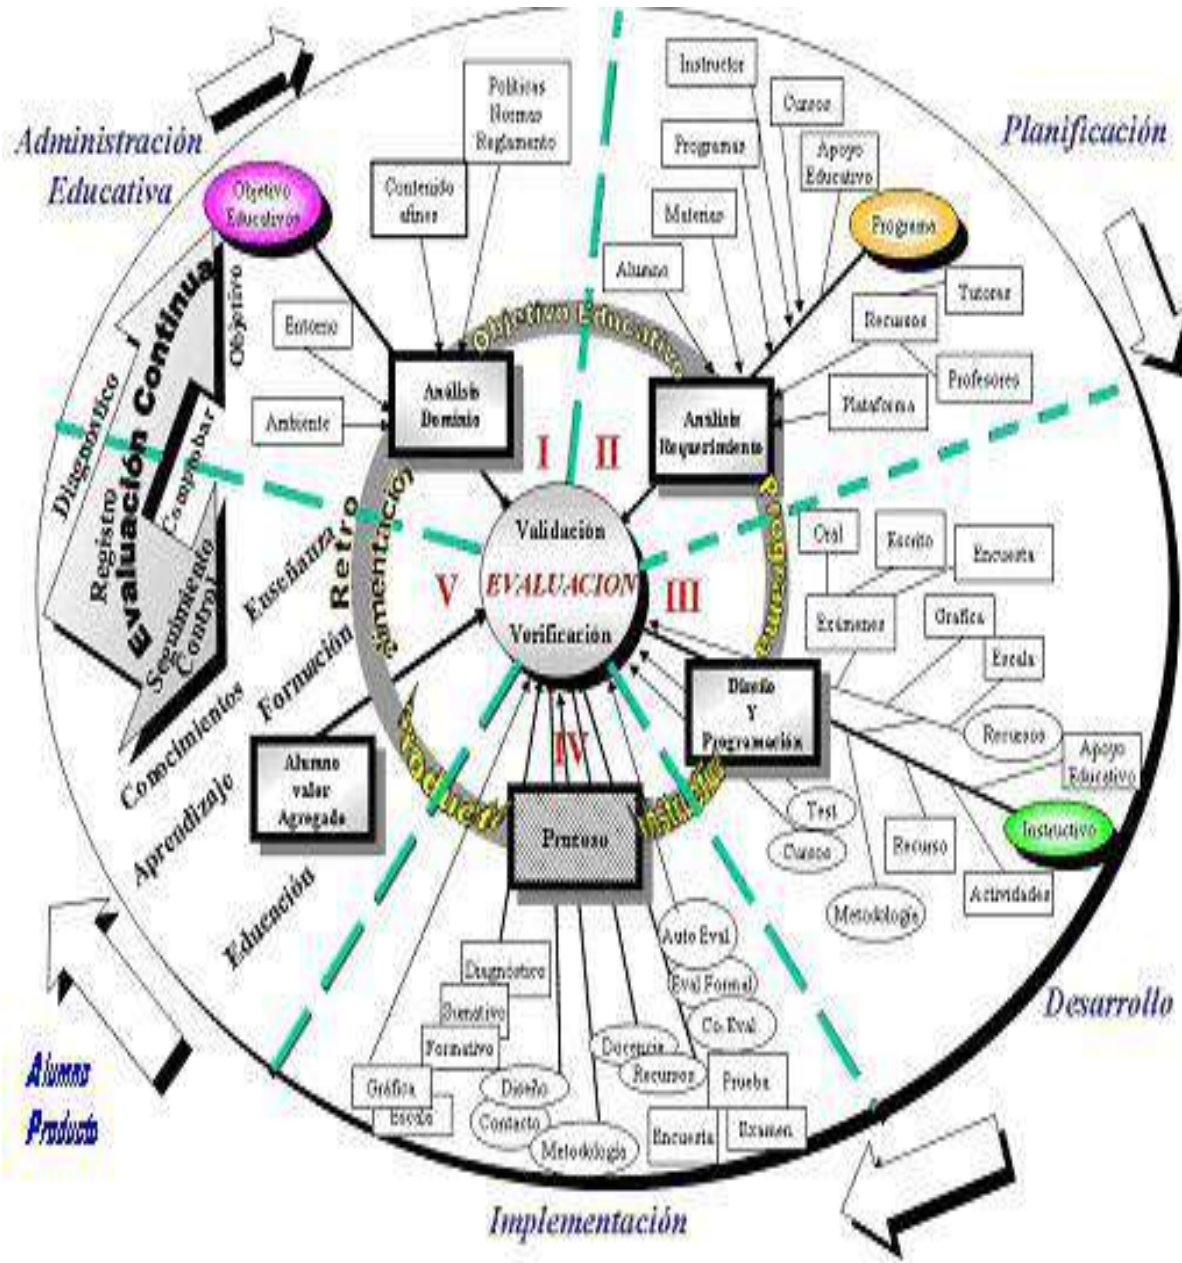 Administración
Educativa
Objetivo
Educativos
Políticas
Normas
Reglamento
Contenido
afines
Entorno
Ambiente
Análisis
Dominio
Objetivo Educativo
I
Planificación
Instructor
Cursos
Programas
Apoyo
Educativo
Materias
Alumno
Programa
Tutores
Recursos
Profesores
Plataforma
Análisis
Requerimiento
II
Programa
Validación
EVALUACION
Verificación
III
Oral
Escrito
Encuesta
Exámenes
Grafica
Escala
Recursos
Apoyo
Educativo
Instructivo
Diseño
Y
Programación
Test
Cursos
Recurso
Actividades
Metodología
Desarrollo
IV
Proceso
Auto Eval
Eval Formal
Co. Eval
Diagnóstico
Sumativo
Formativo
Gráfica
Escala
Diseño
Contacto
Metodología
Docencia
Recursos
Prueba
Encuesta
Examen
Implementación
V
Retro
alimentación
Alumno
valor
Agregado
Enseñanza
Formación
Conocimientos
Aprendizaje
Educación
Alumno
Producto
Objetivo
Diagnóstico
Registro
Evaluación Continua
Comprobar
Seguimiento
Control